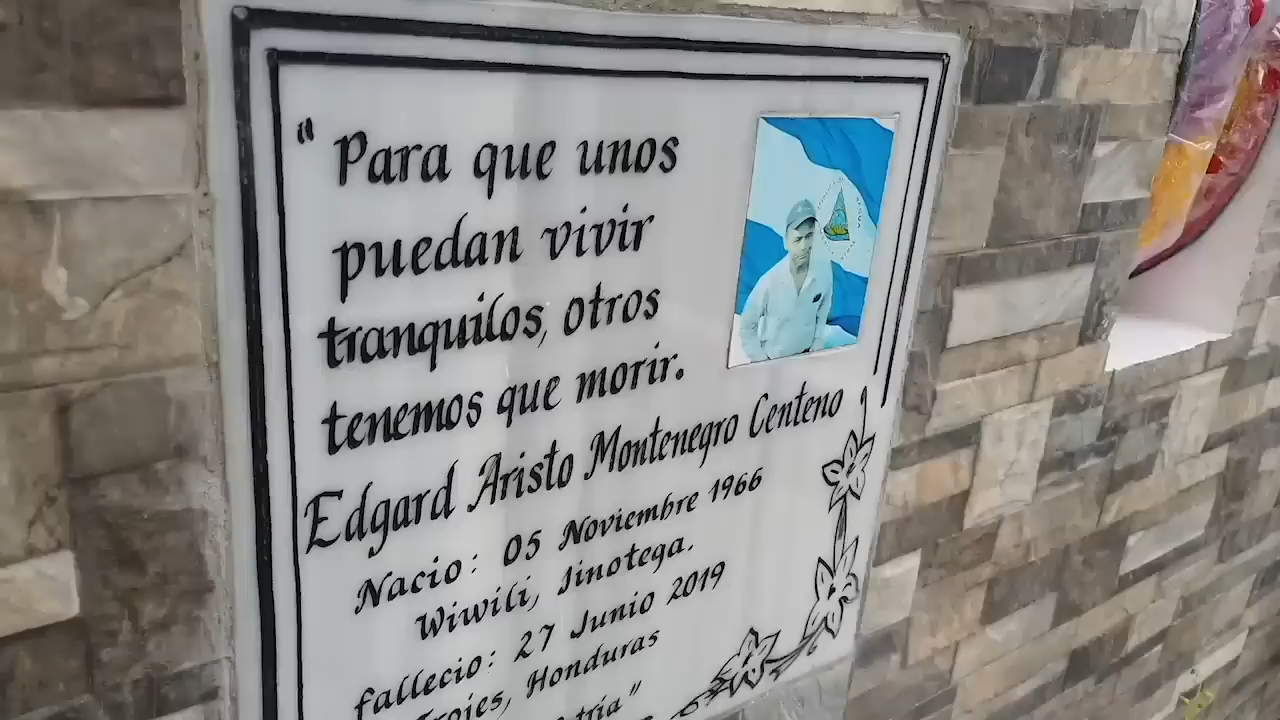 " Para que unos
puedan vivir
tranquilos, otros
tenemos que morir.
Edgard Aristo Montenegro Centeno
Nacio: 05 Noviembre 1966
Wiwili, Jinotega.
fallecio: 27 Junio 2019
Trojes, Honduras